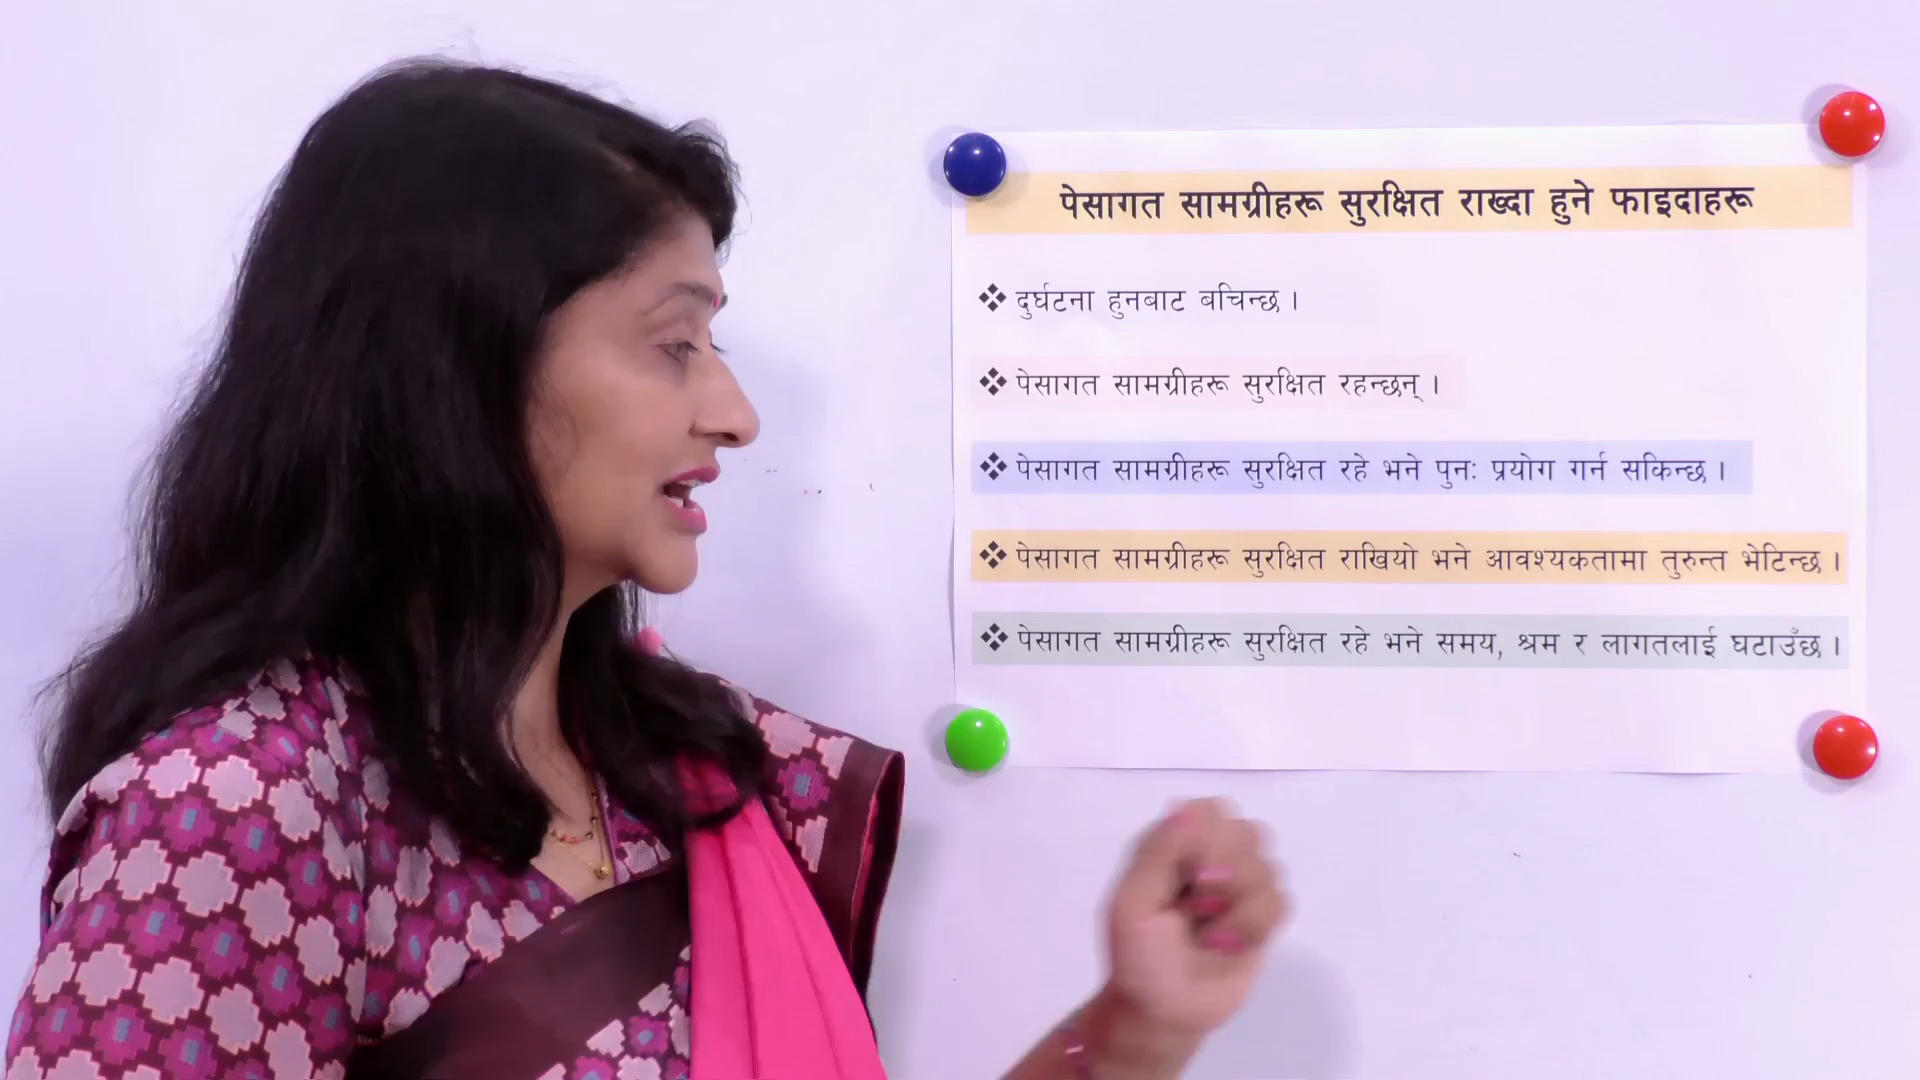 पेसागत सामग्रीहरू सुरक्षित राख्दा हुने फाइदाहरू
❖ दुर्घटना हुनबाट बचिन्छ ।
❖ पेसागत सामग्रीहरू सुरक्षित रहन्छन् ।
❖ पेसागत सामग्रीहरू सुरक्षित रहे भने पुनः प्रयोग गर्न सकिन्छ ।
❖ पेसागत सामग्रीहरू सुरक्षित राखियो भने आवश्यकतामा तुरुन्त भेटिन्छ ।
❖ पेसागत सामग्रीहरू सुरक्षित रहे भने समय, श्रम र लागतलाई घटाउँछ ।